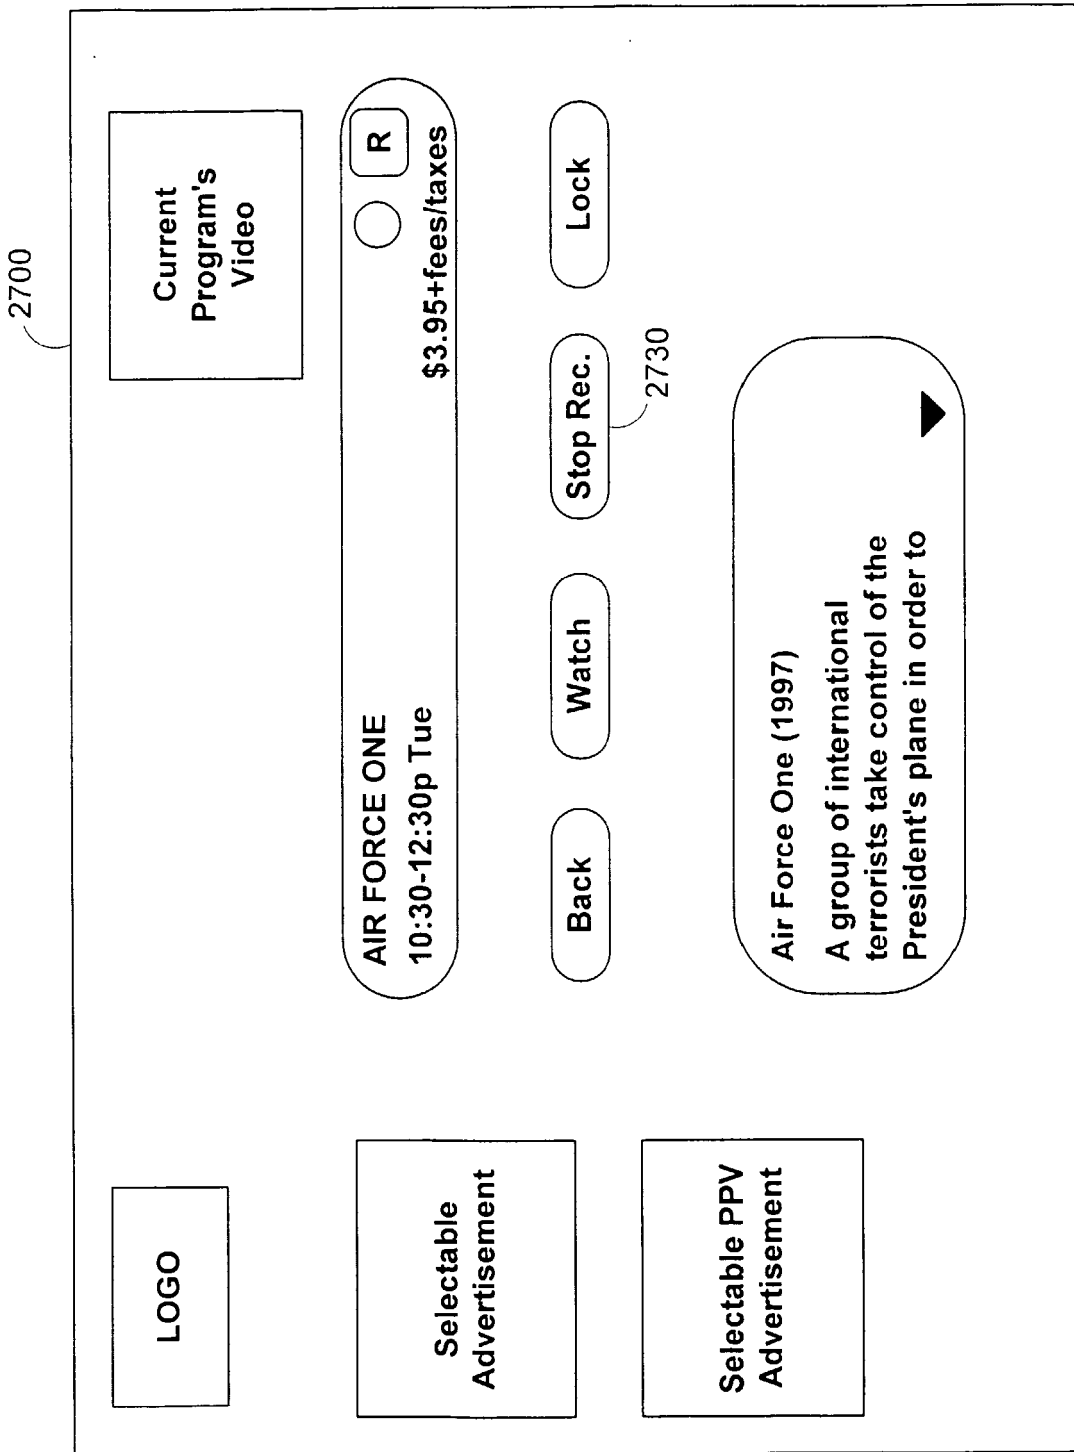 2700
LOGO
Current
Program's
Video
Selectable
Advertisement
AIR FORCE ONE
R
10:30-12:30p Tue
$3.95+fees/taxes
Back
Watch
Stop Rec.
Lock
2730
Selectable PPV
Advertisement
Air Force One (1997)
A group of international
terrorists take control of the
President's plane in order to